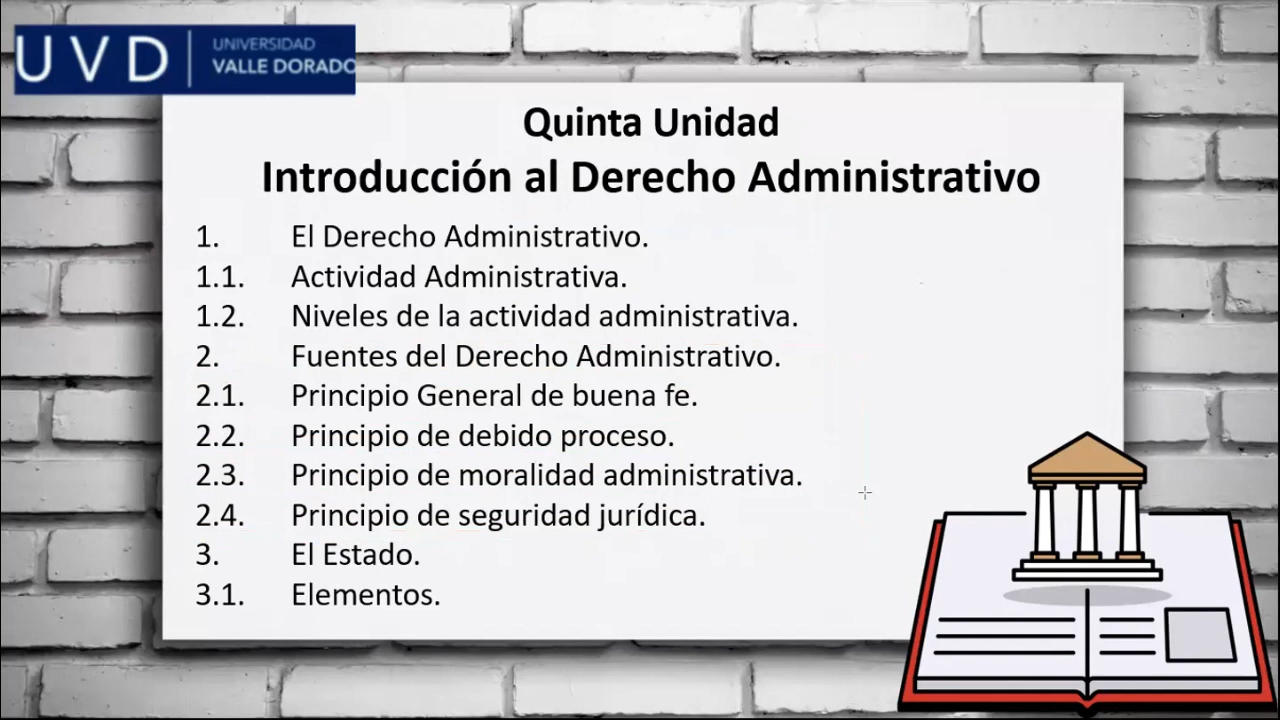 UVD
UNIVERSIDAD
VALLE DORADO
Quinta Unidad
Introducción al Derecho Administrativo
1. El Derecho Administrativo.
1.1. Actividad Administrativa.
1.2. Niveles de la actividad administrativa.
2. Fuentes del Derecho Administrativo.
2.1. Principio General de buena fe.
2.2. Principio de debido proceso.
2.3. Principio de moralidad administrativa.
2.4. Principio de seguridad jurídica.
3. El Estado.
3.1. Elementos.